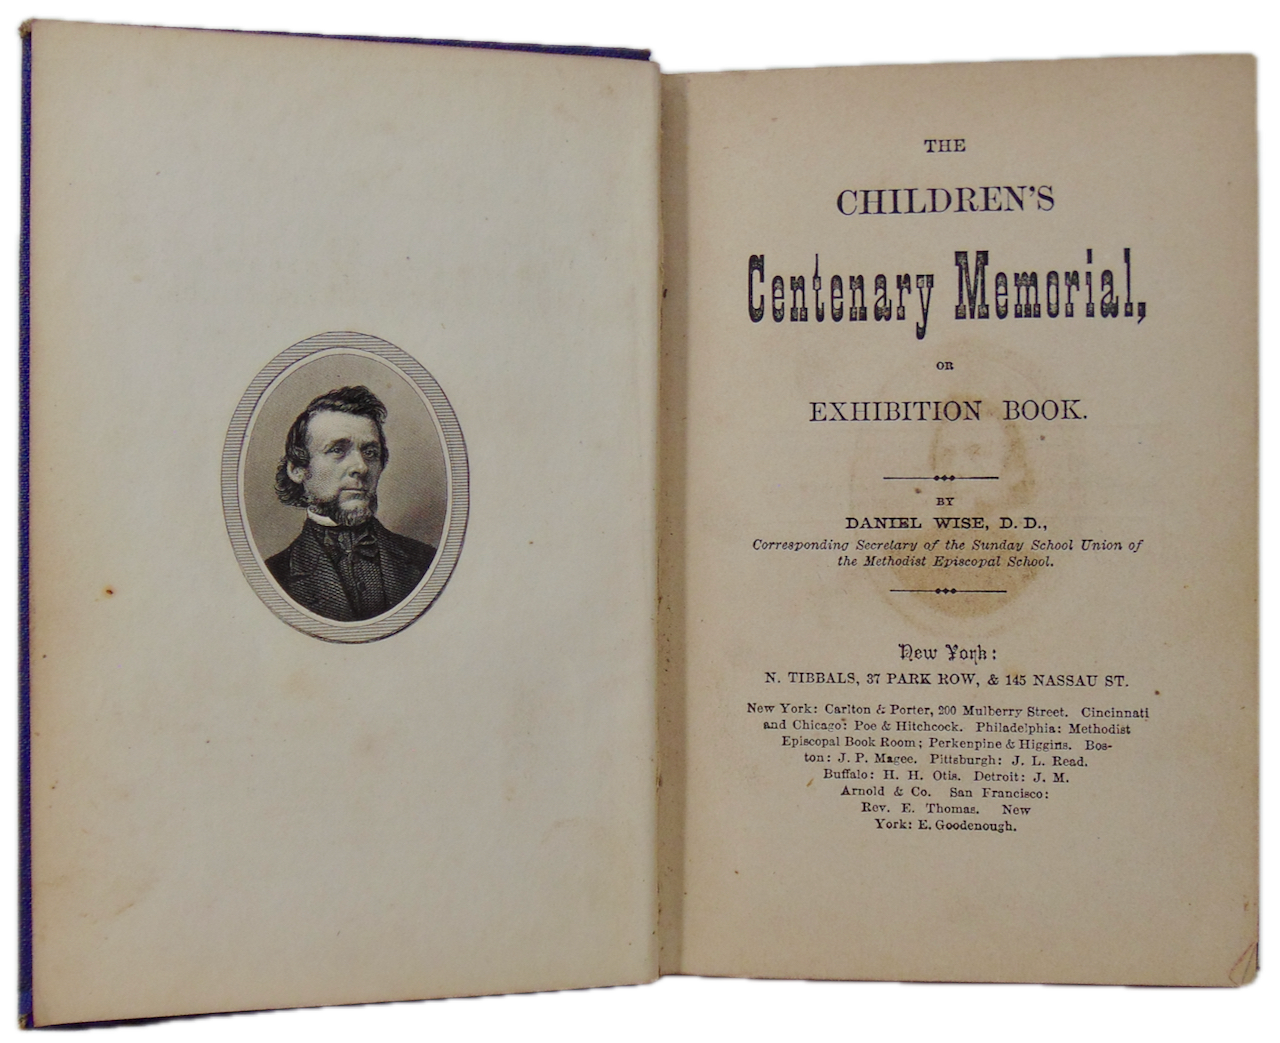 THE
CHILDREN'S
Centenary Memorial,
OR
EXHIBITION BOOK.
BY
DANIEL WISE, D. D.,
Corresponding Secretary of the Sunday School Union of
the Methodist Episcopal School.
New York:
N. TIBBALS, 37 PARK ROW, & 145 NASSAU ST.
New York: Carlton & Porter, 200 Mulberry Street. Cincinnati
and Chicago: Poe & Hitchcock. Philadelphia: Methodist
Episcopal Book Room; Perkenpine & Higgins. Bos-
ton: J. P. Magee. Pittsburgh: J. L. Read.
Buffalo: H. H. Otis. Detroit: J. M.
Arnold & Co. San Francisco:
Rev. E. Thomas. New
York: E. Goodenough.